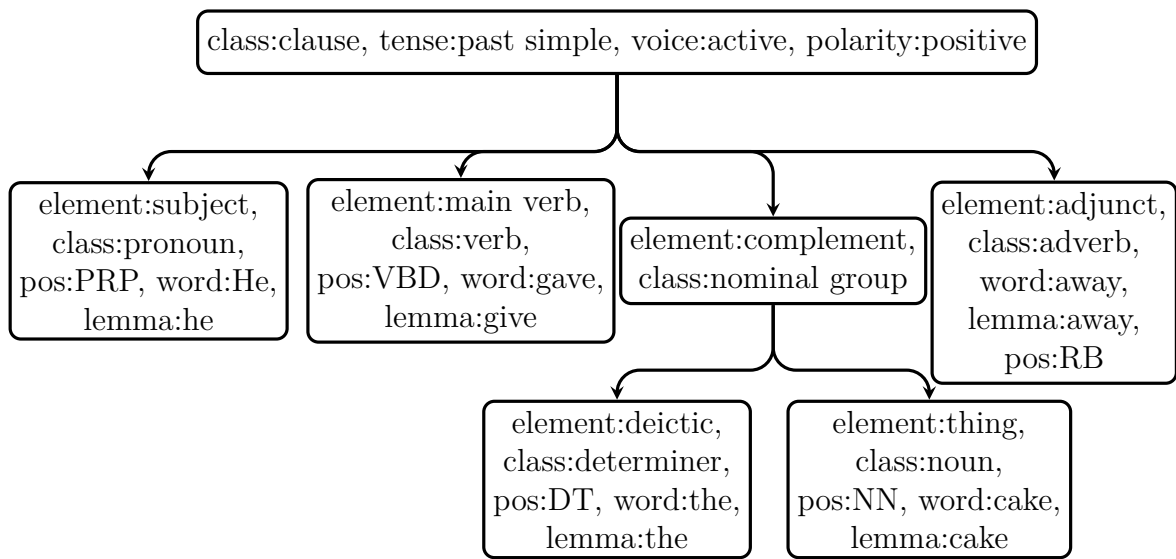 class:clause, tense:past simple, voice:active, polarity:positive
element:subject,
class:pronoun,
pos:PRP, word:He,
lemma:he
element:main verb,
class:verb,
pos:VBD, word:gave,
lemma:give
element:complement,
class:nominal group
element:adjunct,
class:adverb,
word:away,
lemma:away,
pos:RB
element:deictic,
class:determiner,
pos:DT, word:the,
lemma:the
element:thing,
class:noun,
pos:NN, word:cake,
lemma:cake